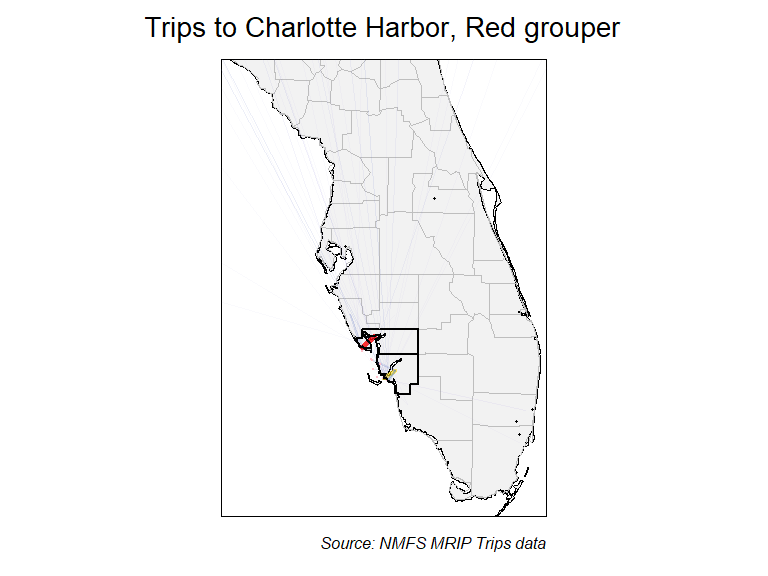 Trips to Charlotte Harbor, Red grouper
Source: NMFS MRIP Trips data